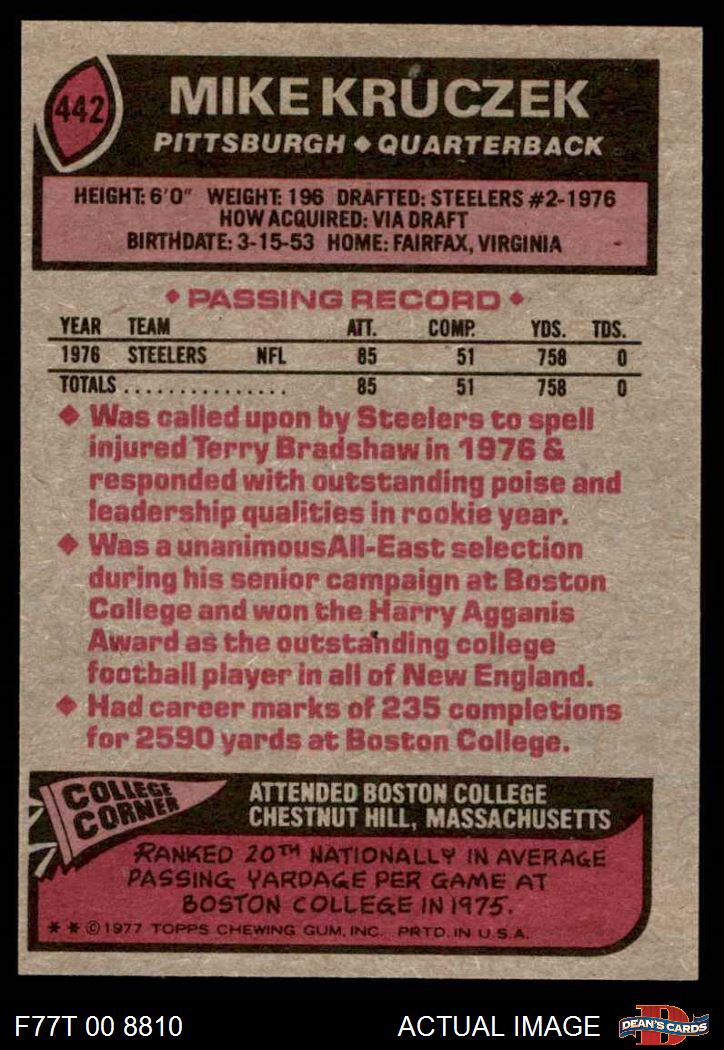 442
MIKE KRUCZEK
PITTSBURGH ◆ QUARTERBACK
HEIGHT: 6'0" WEIGHT: 196 DRAFTED: STEELERS #2-1976
HOW ACQUIRED: VIA DRAFT
BIRTHDATE: 3-15-53 HOME: FAIRFAX, VIRGINIA
◆ PASSING RECORD ◆
YEAR TEAM ATT. COMP. YDS. TDS.
1976 STEELERS NFL 85 51 758 0
TOTALS ............... 85 51 758 0
◆ Was called upon by Steelers to spell
injured Terry Bradshaw in 1976 &
responded with outstanding poise and
leadership qualities in rookie year.
◆ Was a unanimous All-East selection
during his senior campaign at Boston
College and won the Harry Agganis
Award as the outstanding college
football player in all of New England.
◆ Had career marks of 235 completions
for 2590 yards at Boston College.
COLLEGE
CORNER
ATTENDED BOSTON COLLEGE
CHESTNUT HILL, MASSACHUSETTS
RANKED 20TH NATIONALLY IN AVERAGE
PASSING YARDAGE PER GAME AT
BOSTON COLLEGE IN 1975.
* * © 1977 TOPPS CHEWING GUM, INC. PRTD. IN U.S.A.
F77T 00 8810
ACTUAL IMAGE
D
DEAN'S CARDS